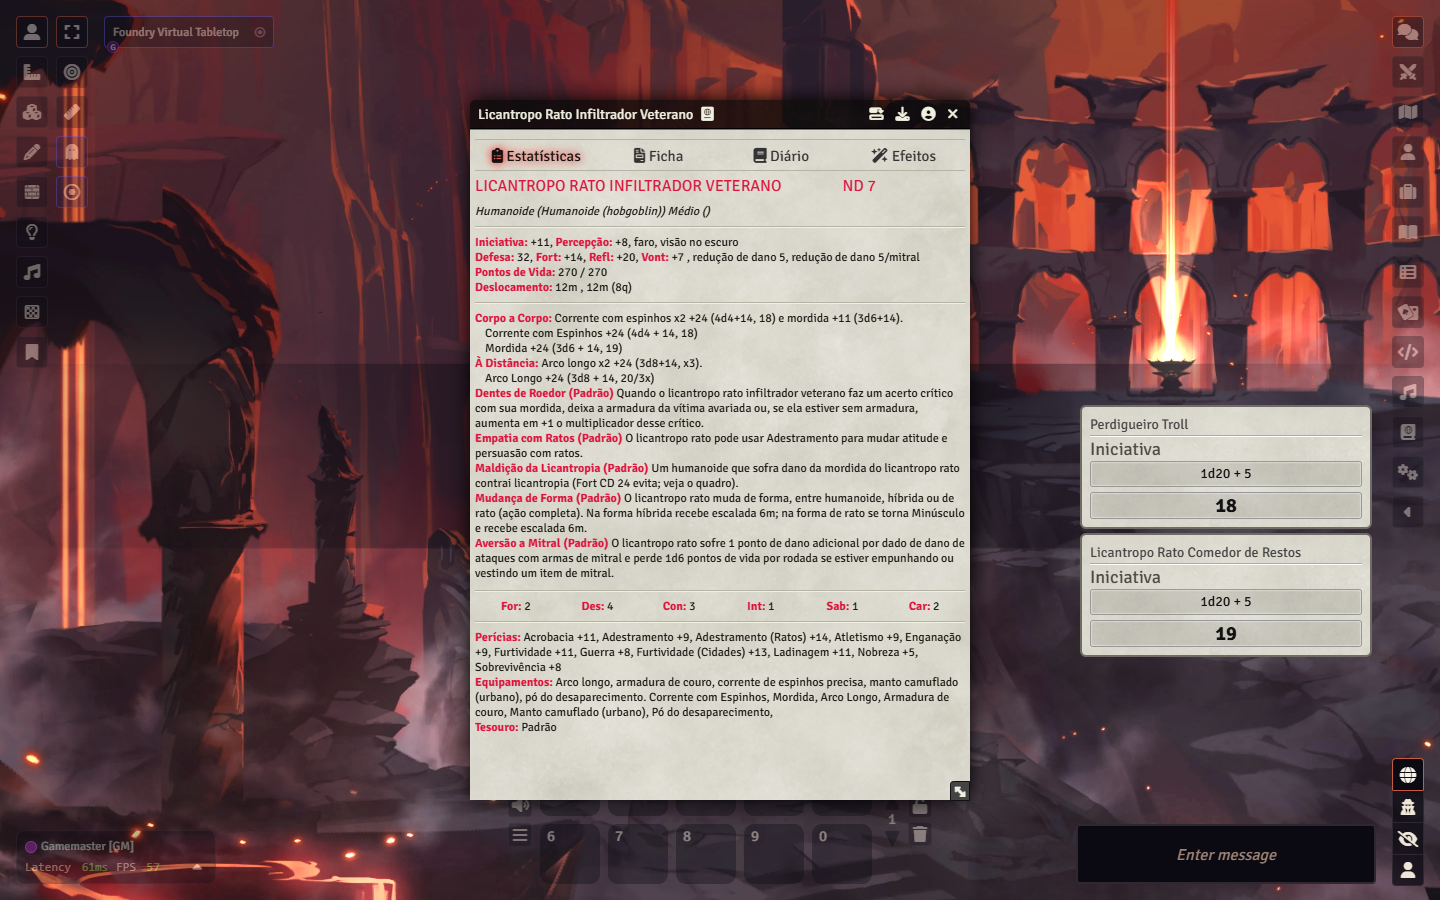 Foundry Virtual Tabletop
G
Licantropo Rato Infiltrador Veterano
Estatísticas
Ficha
Diário
Efeitos
LICANTROPO RATO INFILTRADOR VETERANO ND 7
Humanoide (Humanoide (hobgoblin)) Médio ()
Iniciativa: +11, Percepção: +8, faro, visão no escuro
Defesa: 32, Fort: +14, Refl: +20, Vont: +7 , redução de dano 5, redução de dano 5/mitral
Pontos de Vida: 270 / 270
Deslocamento: 12m , 12m (8q)
Corpo a Corpo: Corrente com espinhos x2 +24 (4d4+14, 18) e mordida +11 (3d6+14).
Corrente com Espinhos +24 (4d4 + 14, 18)
Mordida +24 (3d6 + 14, 19)
À Distância: Arco longo x2 +24 (3d8+14, x3).
Arco Longo +24 (3d8 + 14, 20/3x)
Dentes de Roedor (Padrão) Quando o licantropo rato infiltrador veterano faz um acerto crítico
com sua mordida, deixa a armadura da vítima avariada ou, se ela estiver sem armadura,
aumenta em +1 o multiplicador desse crítico.
Empatia com Ratos (Padrão) O licantropo rato pode usar Adestramento para mudar atitude e
persuasão com ratos.
Maldição da Licantropia (Padrão) Um humanoide que sofra dano da mordida do licantropo rato
contrai licantropia (Fort CD 24 evita; veja o quadro).
Mudança de Forma (Padrão) O licantropo rato muda de forma, entre humanoide, híbrida ou de
rato (ação completa). Na forma híbrida recebe escalada 6m; na forma de rato se torna Minúsculo
e recebe escalada 6m.
Aversão a Mitral (Padrão) O licantropo rato sofre 1 ponto de dano adicional por dado de dano de
ataques com armas de mitral e perde 1d6 pontos de vida por rodada se estiver empunhando ou
vestindo um item de mitral.
For: 2 Des: 4 Con: 3 Int: 1 Sab: 1 Car: 2
Perícias: Acrobacia +11, Adestramento +9, Adestramento (Ratos) +14, Atletismo +9, Enganação
+9, Furtividade +11, Guerra +8, Furtividade (Cidades) +13, Ladinagem +11, Nobreza +5,
Sobrevivência +8
Equipamentos: Arco longo, armadura de couro, corrente de espinhos precisa, manto camuflado
(urbano), pó do desaparecimento. Corrente com Espinhos, Mordida, Arco Longo, Armadura de
couro, Manto camuflado (urbano), Pó do desaparecimento,
Tesouro: Padrão
Perdigueiro Troll
Iniciativa
1d20 + 5
18
Licantropo Rato Comedor de Restos
Iniciativa
1d20 + 5
19
1
6 7 8 9 0
Gamemaster [GM]
Latency 61ms FPS 57
Enter message